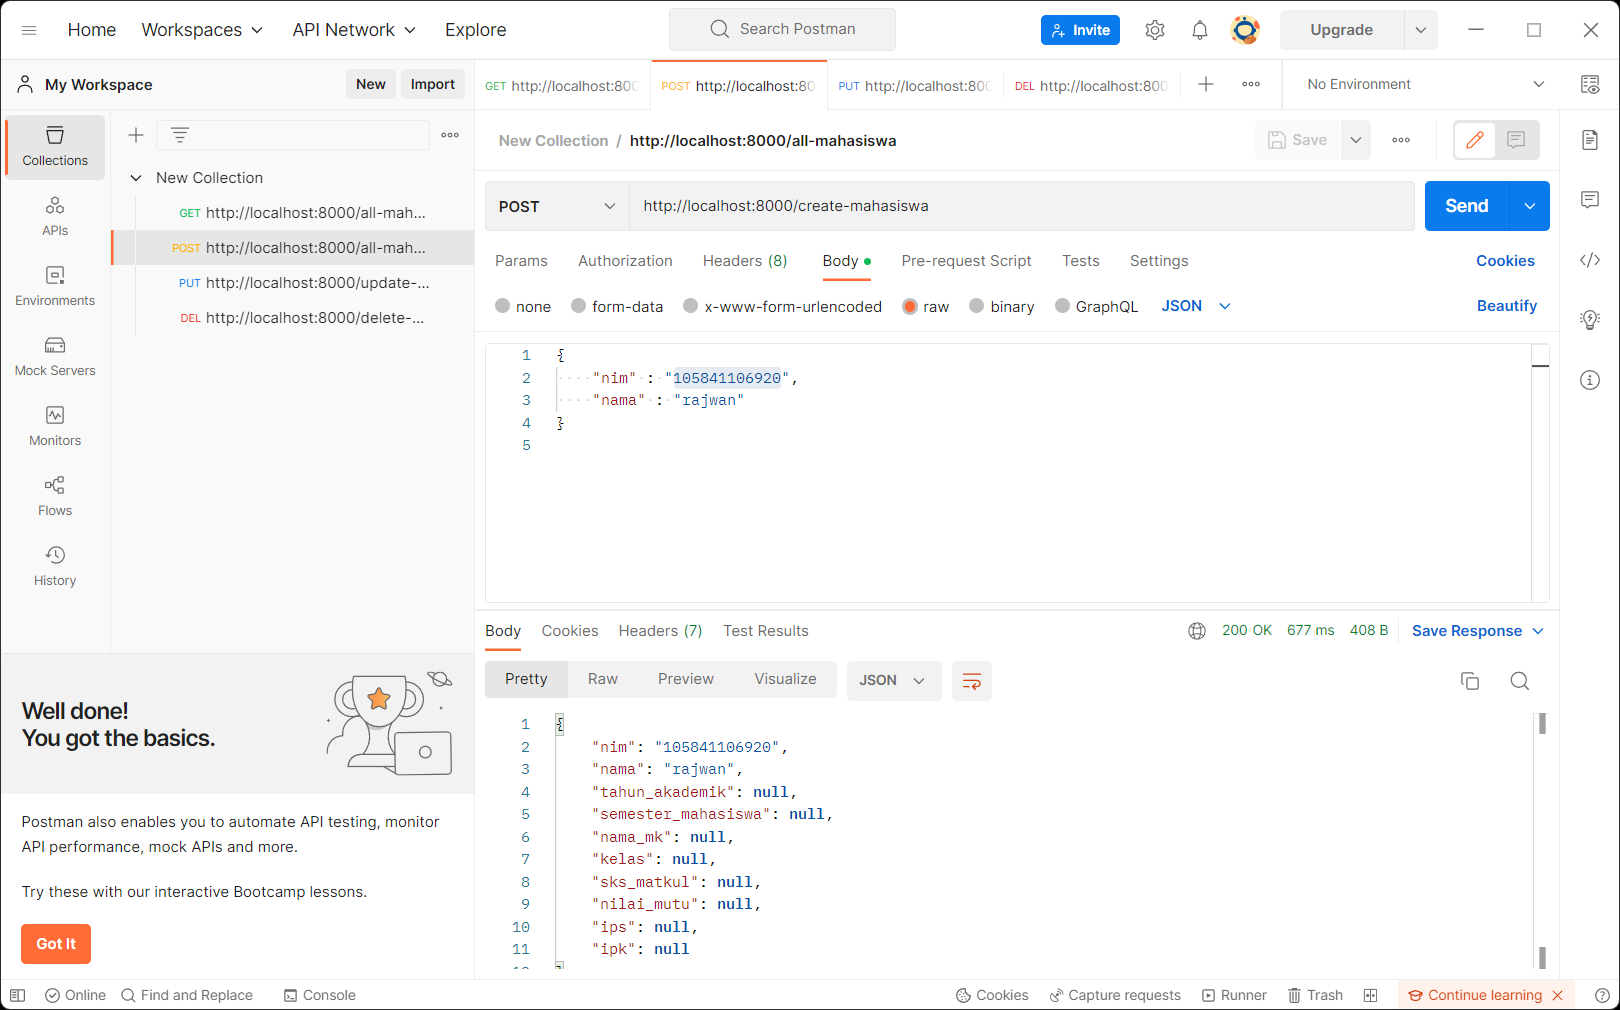 Home Workspaces API Network Explore Search Postman Invite Upgrade
My Workspace New Import GET http://localhost:800 POST http://localhost:80 PUT http://localhost:800 DEL http://localhost:800 No Environment
Collections
APIs
Environments
Mock Servers
Monitors
Flows
History
New Collection
GET http://localhost:8000/all-mah...
POST http://localhost:8000/all-mah...
PUT http://localhost:8000/update-...
DEL http://localhost:8000/delete-...
Well done!
You got the basics.
Postman also enables you to automate API testing, monitor
API performance, mock APIs and more.
Try these with our interactive Bootcamp lessons.
Got It
New Collection / http://localhost:8000/all-mahasiswa Save
POST http://localhost:8000/create-mahasiswa Send
Params Authorization Headers (8) Body Pre-request Script Tests Settings Cookies
none form-data x-www-form-urlencoded raw binary GraphQL JSON Beautify
1 {
2 "nim" : "105841106920",
3 "nama" : "rajwan"
4 }
5
Body Cookies Headers (7) Test Results 200 OK 677 ms 408 B Save Response
Pretty Raw Preview Visualize JSON
1 {
2 "nim": "105841106920",
3 "nama": "rajwan",
4 "tahun_akademik": null,
5 "semester_mahasiswa": null,
6 "nama_mk": null,
7 "kelas": null,
8 "sks_matkul": null,
9 "nilai_mutu": null,
10 "ips": null,
11 "ipk": null
Online Find and Replace Console Cookies Capture requests Runner Trash Continue learning